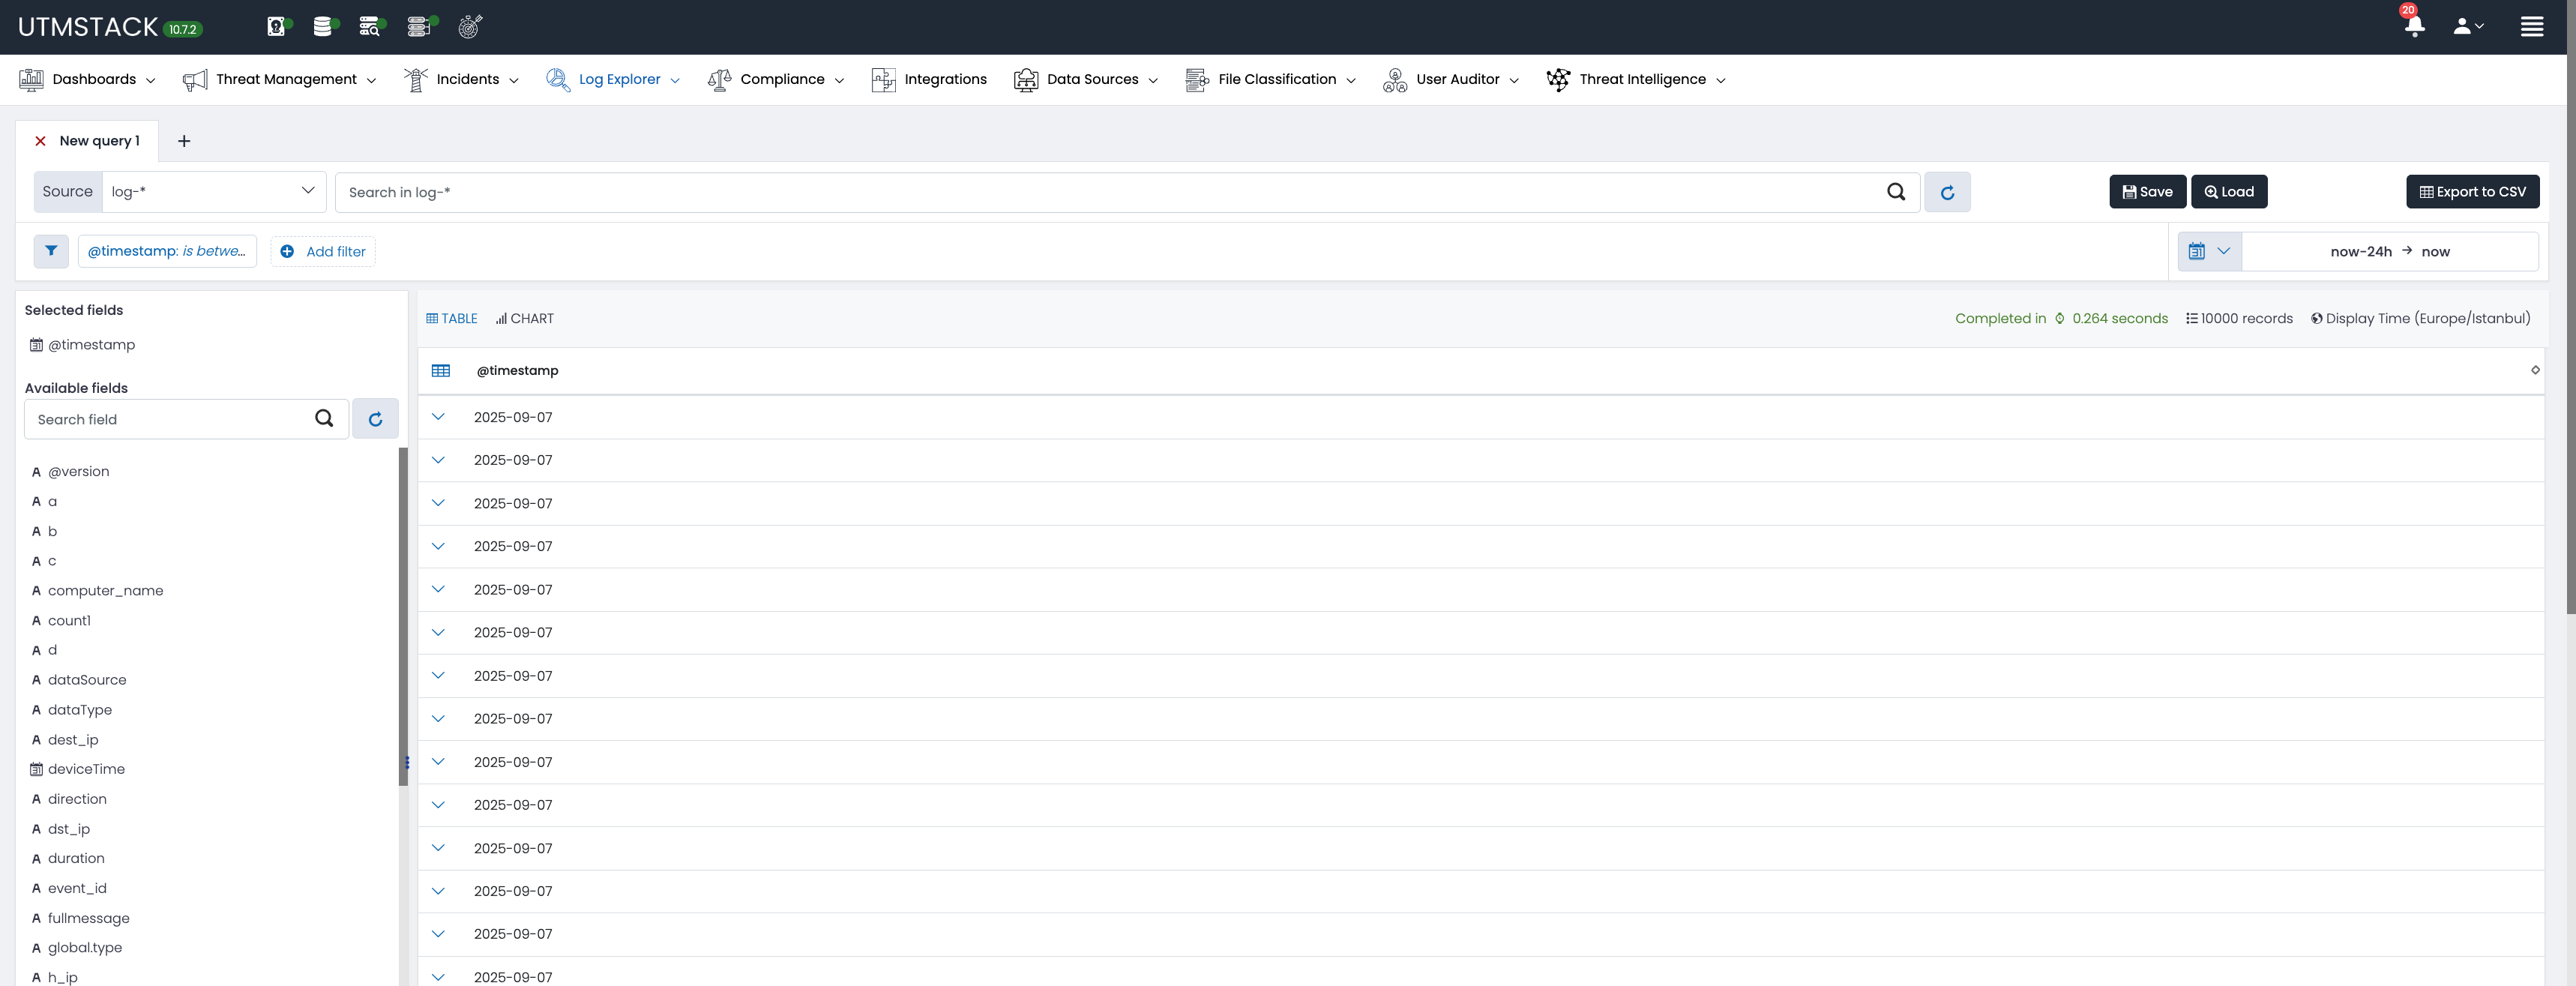 UTMSTACK 10.7.2
20
Dashboards Threat Management Incidents Log Explorer Compliance Integrations Data Sources File Classification User Auditor Threat Intelligence
New query 1 +
Source log-* Search in log-* Save Load Export to CSV
@timestamp: is betwe... Add filter now-24h → now
Selected fields
@timestamp
Available fields
Search field
A @version
A a
A b
A c
A computer_name
A count1
A d
A dataSource
A dataType
A dest_ip
deviceTime
A direction
A dst_ip
A duration
A event_id
A fullmessage
A global.type
A h_ip
TABLE CHART Completed in 0.264 seconds 10000 records Display Time (Europe/Istanbul)
@timestamp
2025-09-07
2025-09-07
2025-09-07
2025-09-07
2025-09-07
2025-09-07
2025-09-07
2025-09-07
2025-09-07
2025-09-07
2025-09-07
2025-09-07
2025-09-07
2025-09-07